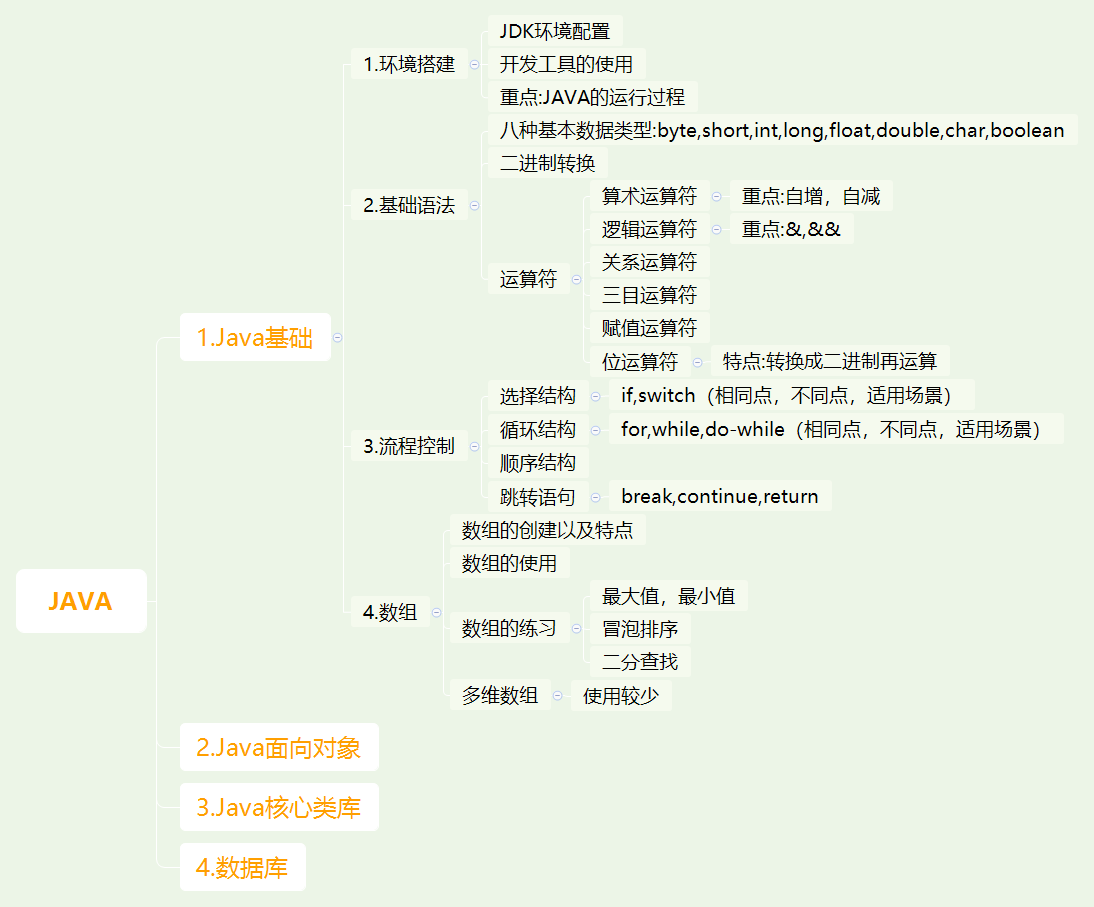 JDK环境配置
1.环境搭建
开发工具的使用
重点:JAVA的运行过程
八种基本数据类型:byte,short,int,long,float,double,char,boolean
二进制转换
2.基础语法
算术运算符
重点:自增，自减
逻辑运算符
重点:&,&&
关系运算符
运算符
三目运算符
赋值运算符
位运算符
特点:转换成二进制再运算
1.Java基础
选择结构
if,switch（相同点，不同点，适用场景）
循环结构
for,while,do-while（相同点，不同点，适用场景）
3.流程控制
顺序结构
跳转语句
break,continue,return
数组的创建以及特点
数组的使用
4.数组
最大值，最小值
数组的练习
冒泡排序
二分查找
多维数组
使用较少
JAVA
2.Java面向对象
3.Java核心类库
4.数据库